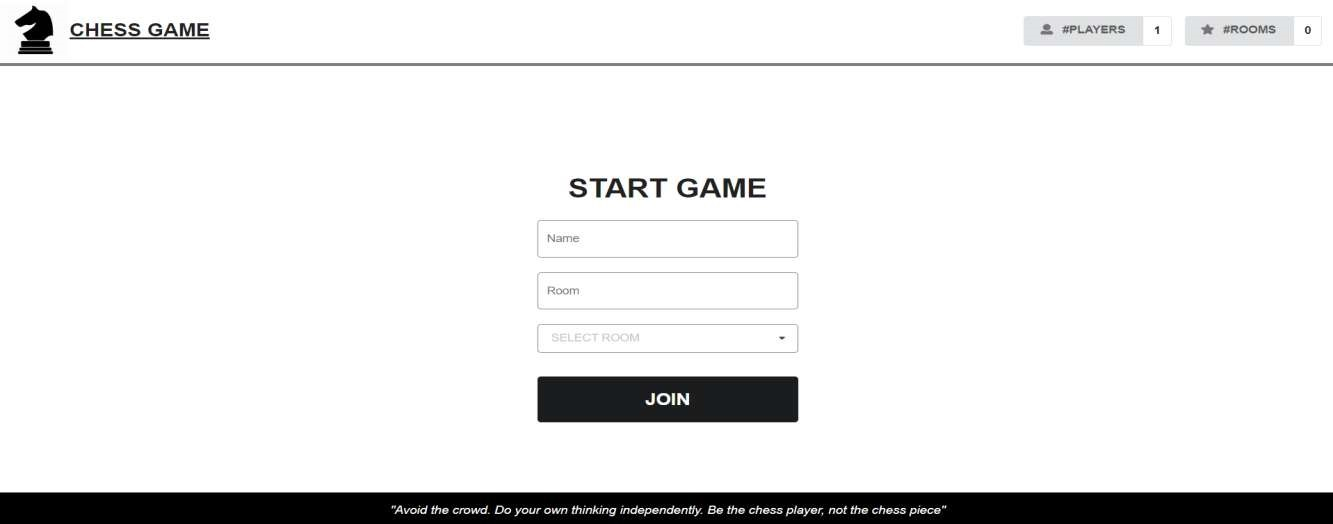 CHESS GAME
#PLAYERS 1 #ROOMS 0
START GAME
Name
Room
SELECT ROOM
JOIN
"Avoid the crowd. Do your own thinking independently. Be the chess player, not the chess piece"